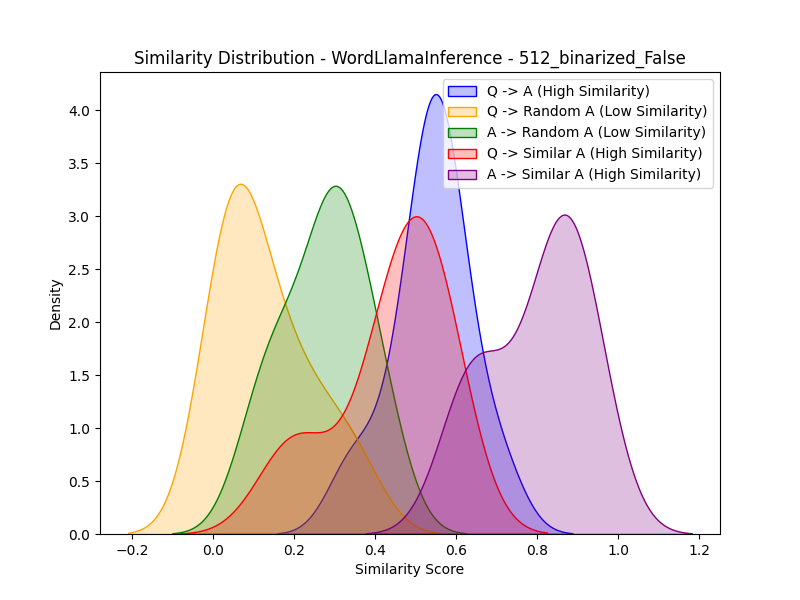 Similarity Distribution - WordLlamaInference - 512_binarized_False
Q -> A (High Similarity)
Q -> Random A (Low Similarity)
A -> Random A (Low Similarity)
Q -> Similar A (High Similarity)
A -> Similar A (High Similarity)
Density
4.0
3.5
3.0
2.5
2.0
1.5
1.0
0.5
0.0
−0.2 0.0 0.2 0.4 0.6 0.8 1.0 1.2
Similarity Score